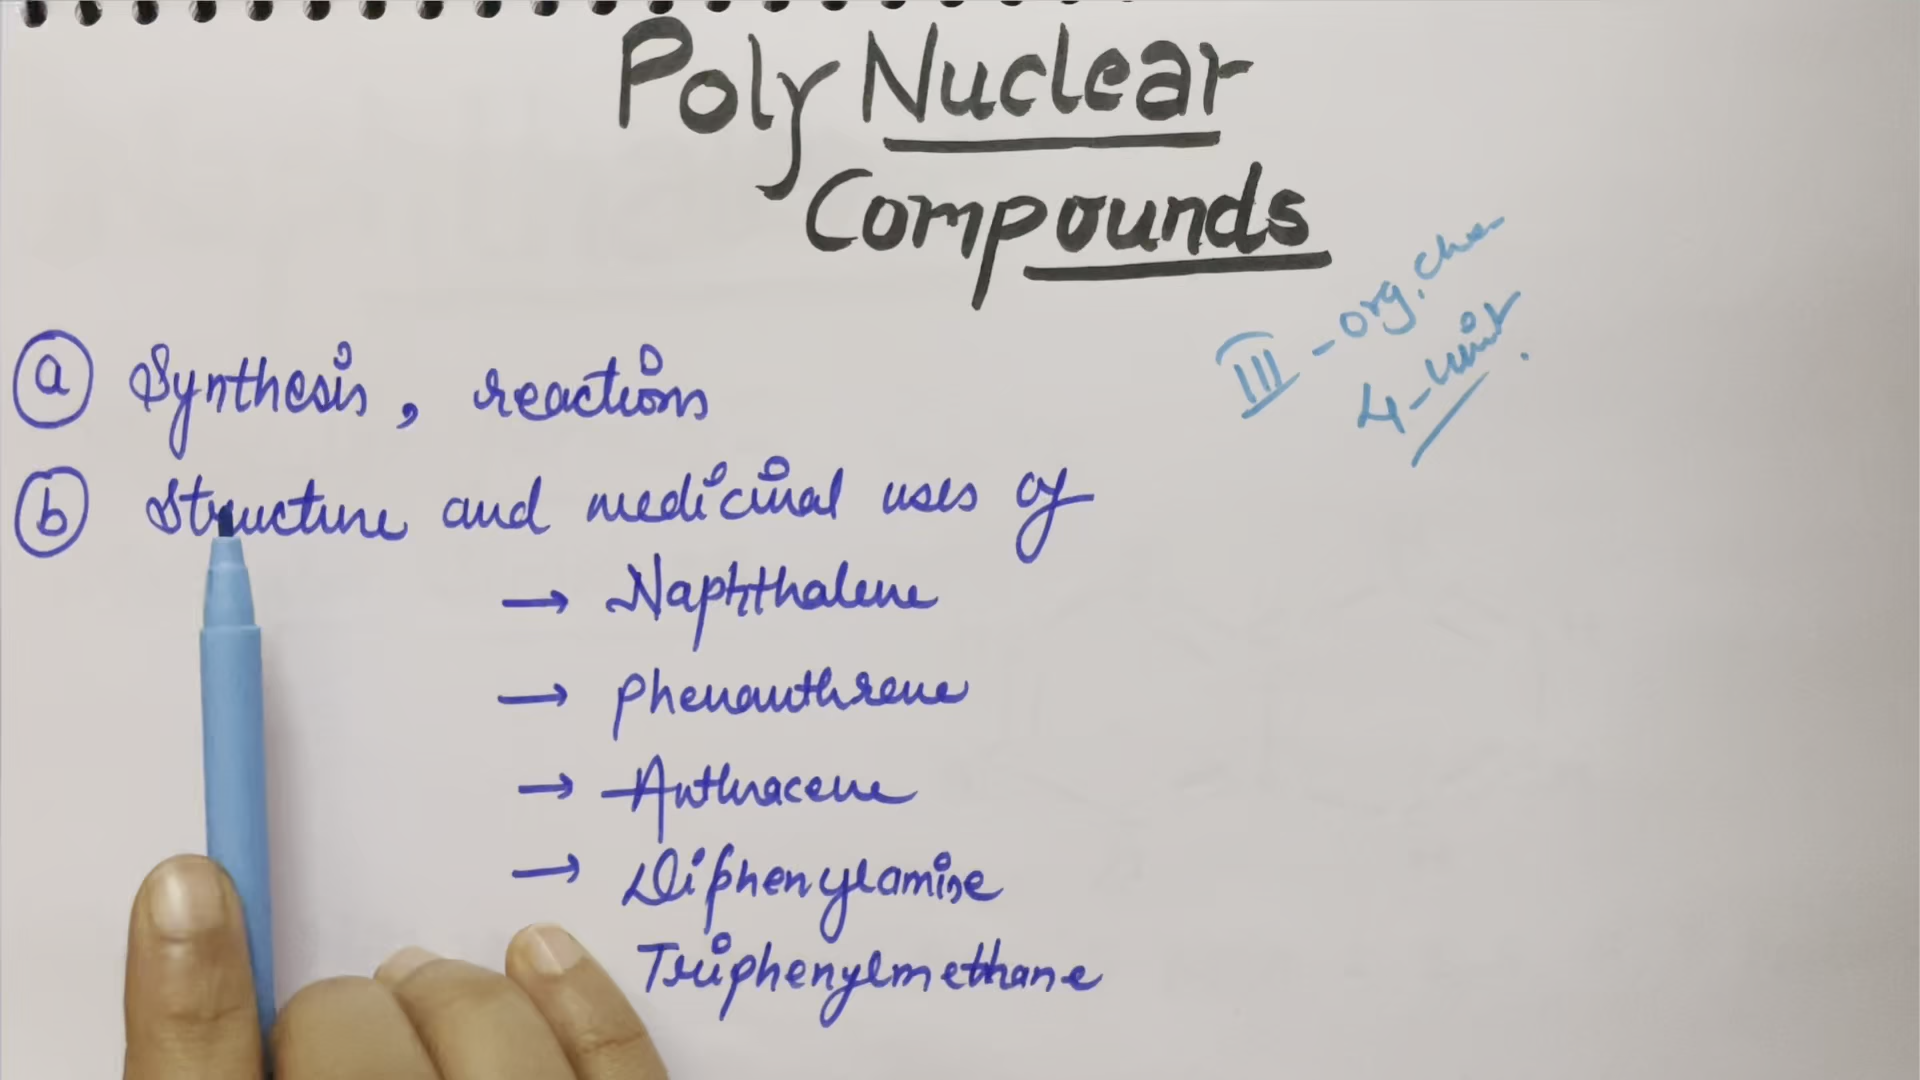 Poly Nuclear
Compounds
III - org. che
4 - unit.
a Synthesis, reactions
b Structure and medicinal uses of
→ Naphthalene
→ Phenanthrene
→ Anthracene
→ Diphenylamine
Triphenylmethane